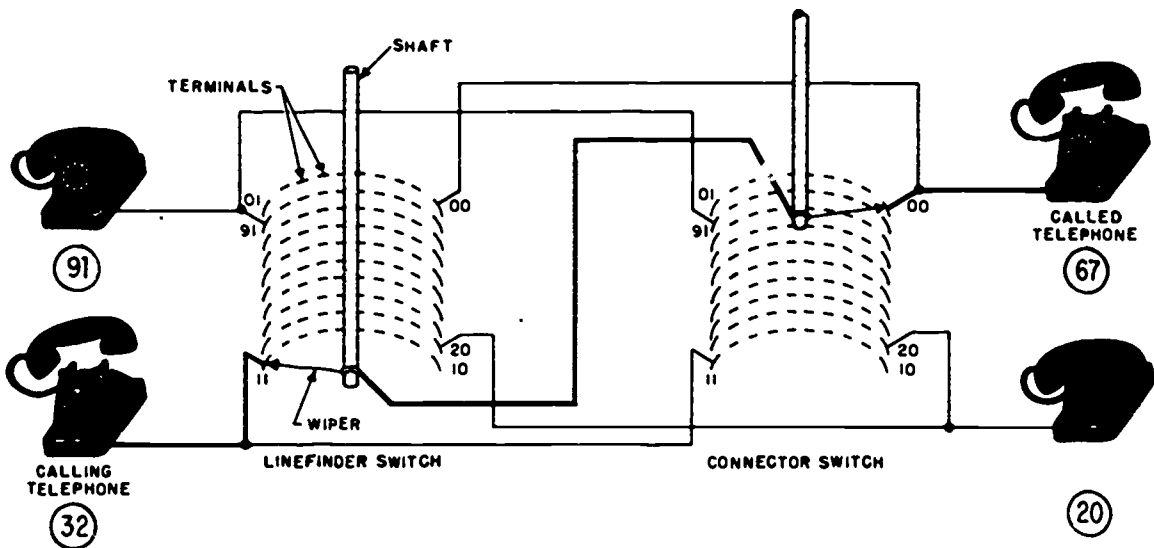 SHAFT
TERMINALS
01
91
00
01
91
00
CALLED
TELEPHONE
91
67
20
10
11
20
10
11
WIPER
LINEFINDER SWITCH
CONNECTOR SWITCH
CALLING
TELEPHONE
32
20